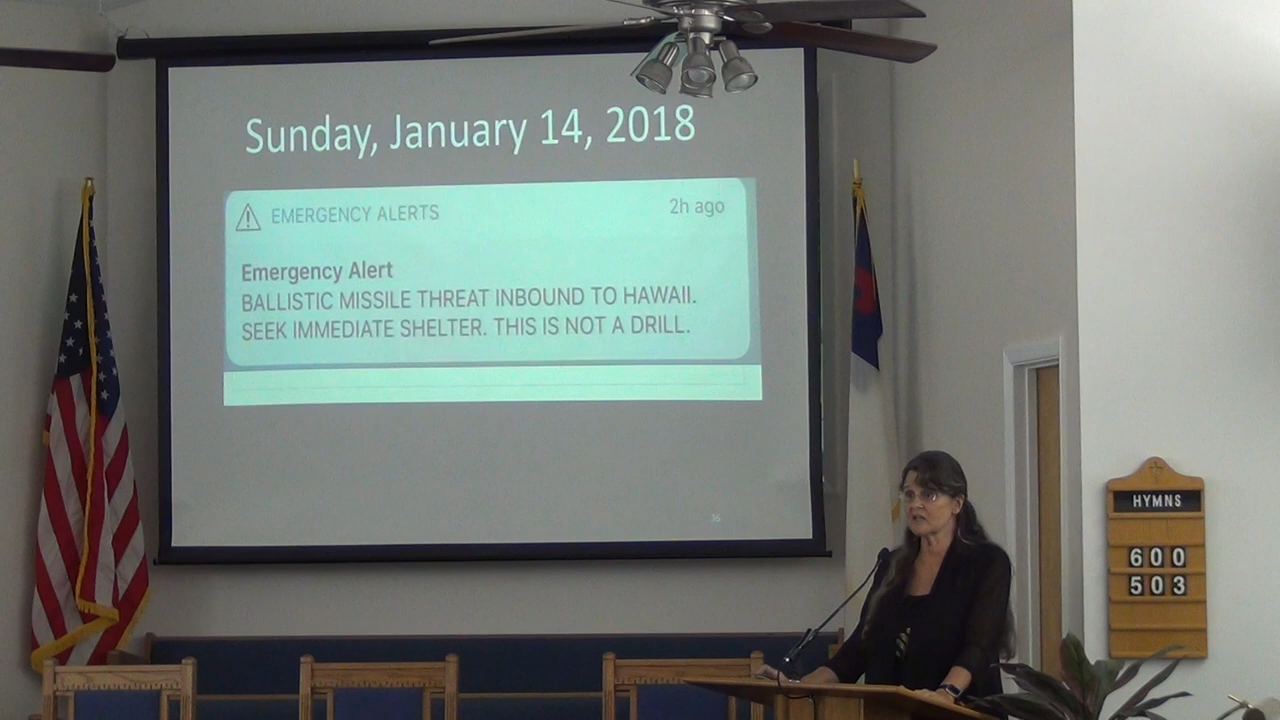 Sunday, January 14, 2018
EMERGENCY ALERTS 2h ago
Emergency Alert
BALLISTIC MISSILE THREAT INBOUND TO HAWAII.
SEEK IMMEDIATE SHELTER. THIS IS NOT A DRILL.
16
HYMNS
600
503